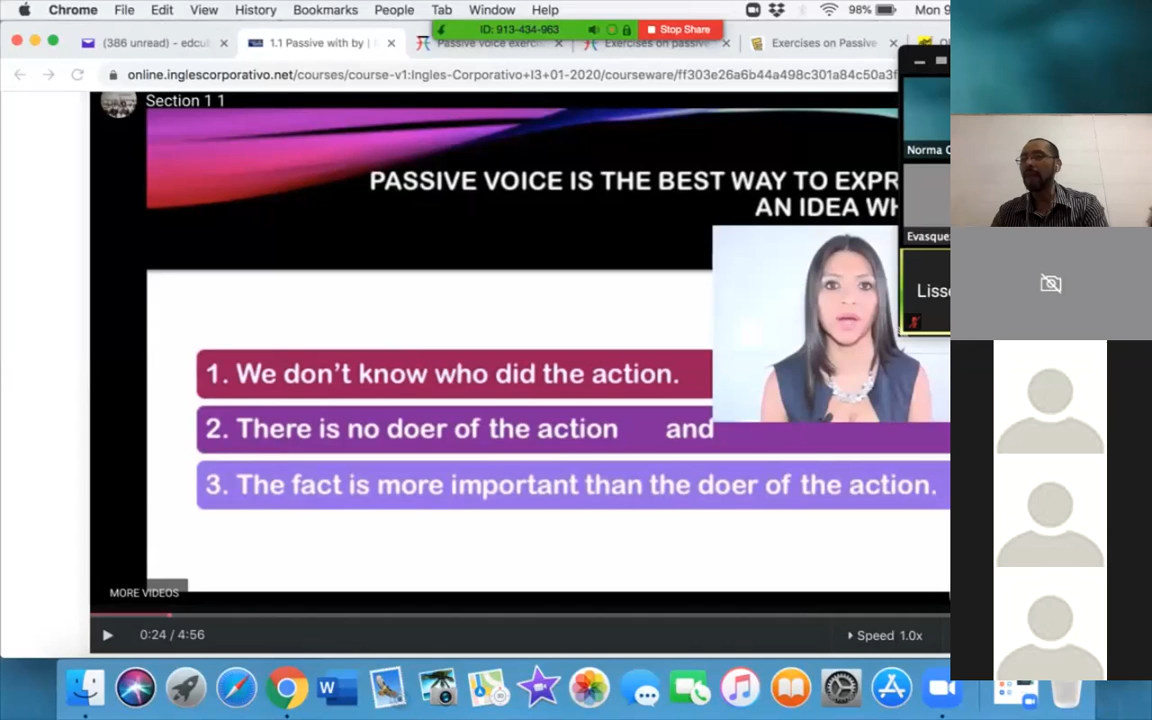 Chrome File Edit View History Bookmarks People Tab Window Help
98%
Mon 9
ID: 913-434-963
Stop Share
(386 unread) - edcu
1.1 Passive with by |
Passive voice exerci
Exercises on passive
Exercises on Passive
online.inglescorporativo.net/courses/course-v1:Ingles-Corporativo+I3+01-2020/courseware/ff303e26a6b44a498c301a84c50a3f
Section 1 1
PASSIVE VOICE IS THE BEST WAY TO EXPR
AN IDEA WH
Norma C
Evasque
Lisse
1. We don't know who did the action.
2. There is no doer of the action and
3. The fact is more important than the doer of the action.
MORE VIDEOS
0:24 / 4:56
Speed 1.0x
W